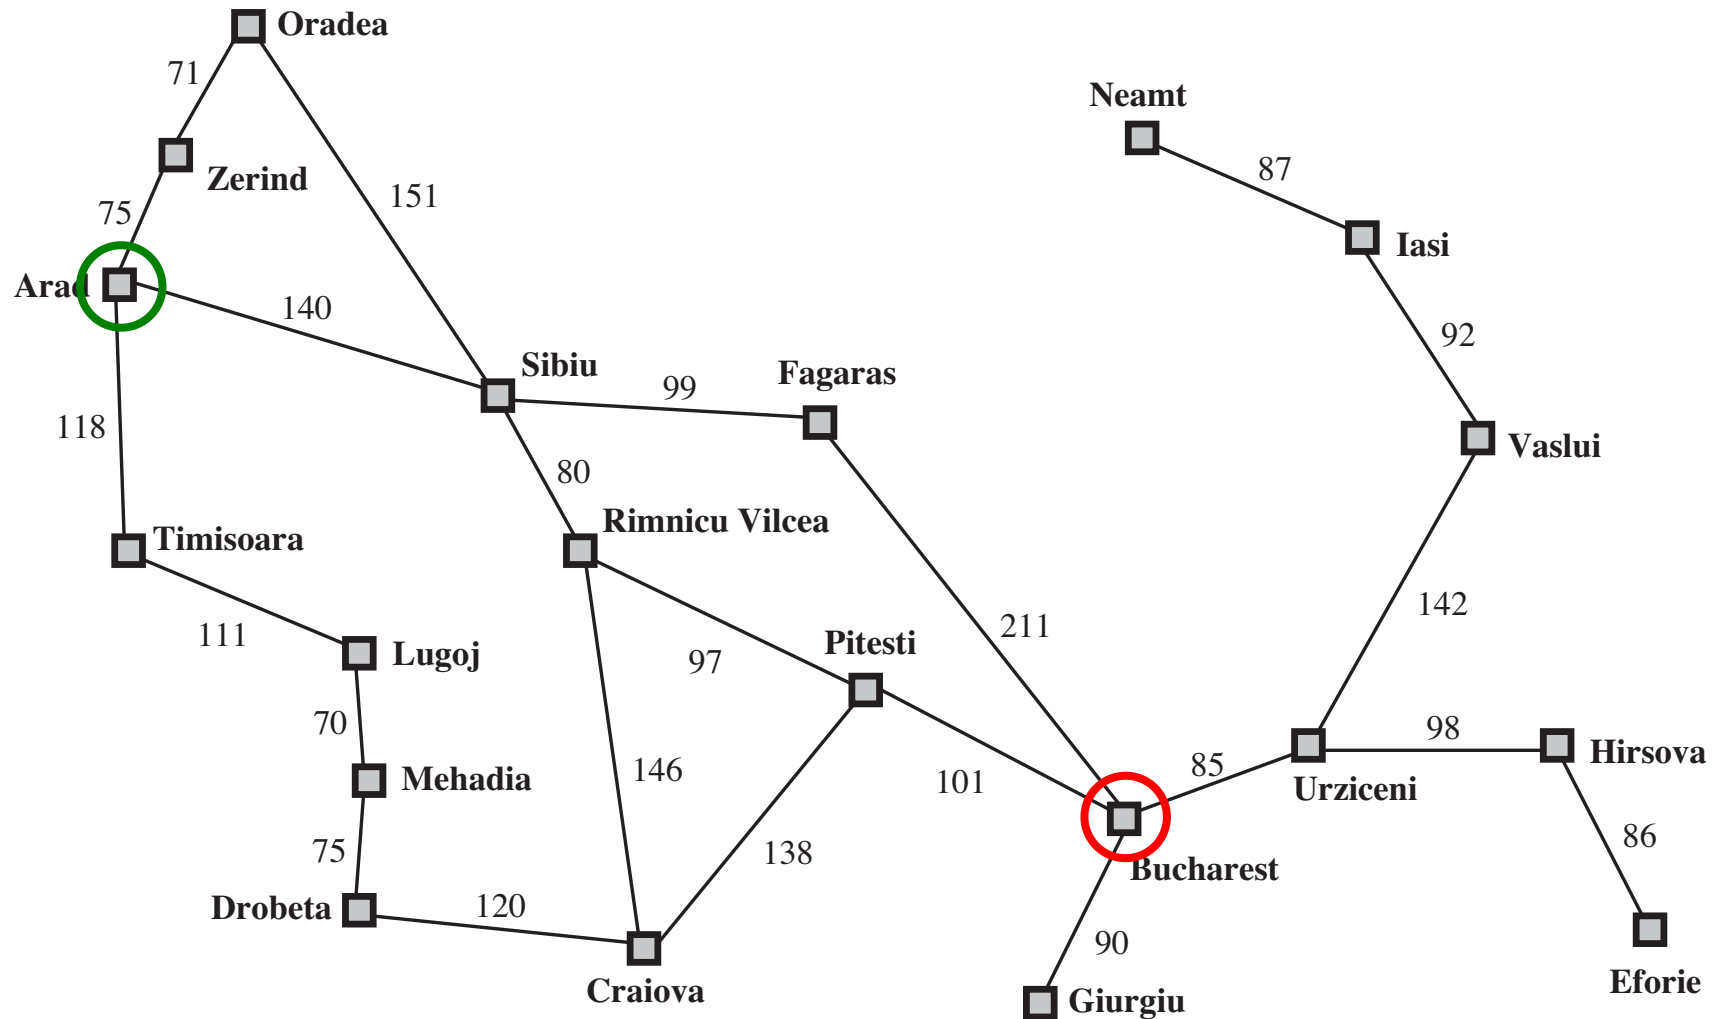 Oradea
71
Neamt
87
Zerind
151
75
Iasi
Arad
140
92
Sibiu
Fagaras
99
118
Vaslui
80
Rimnicu Vilcea
Timisoara
142
211
111
Pitesti
Lugoj
97
70
98
Hirsova
146
85
Mehadia
101
Urziceni
86
75
138
Bucharest
Drobeta
120
90
Eforie
Craiova
Giurgiu